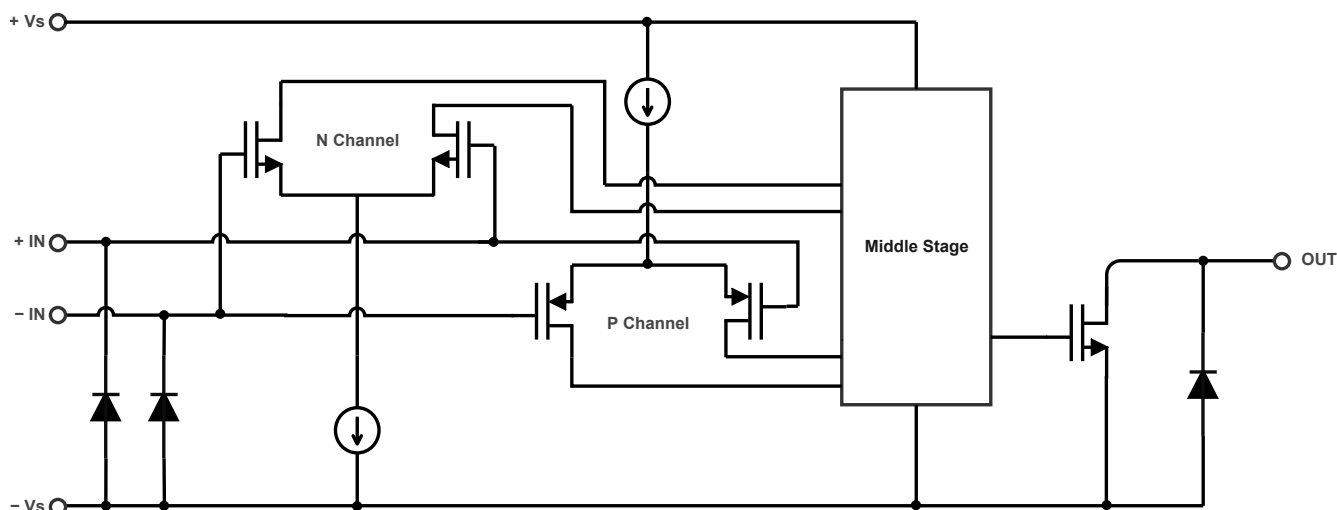 + Vs
N Channel
+ IN
Middle Stage
OUT
− IN
P Channel
− Vs